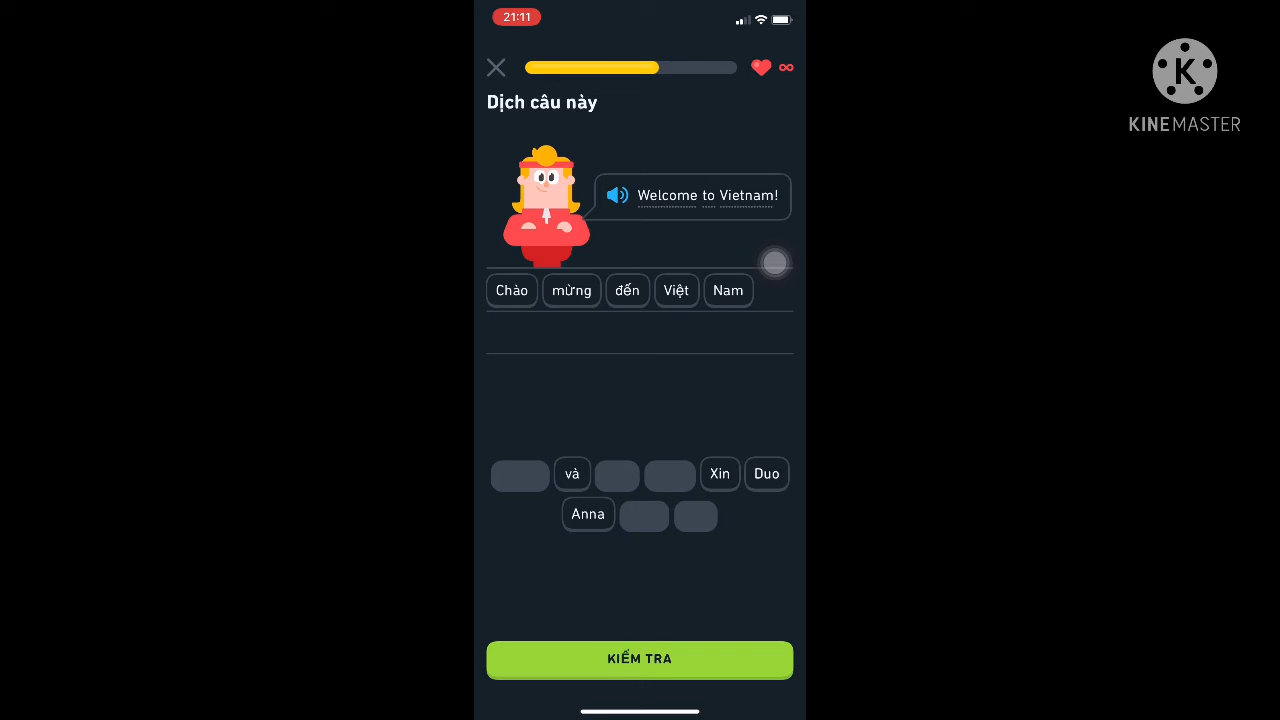 21:11
Dịch câu này
Welcome to Vietnam!
Chào mừng đến Việt Nam
và Xin Duo
Anna
KIỂM TRA
K
KINEMASTER